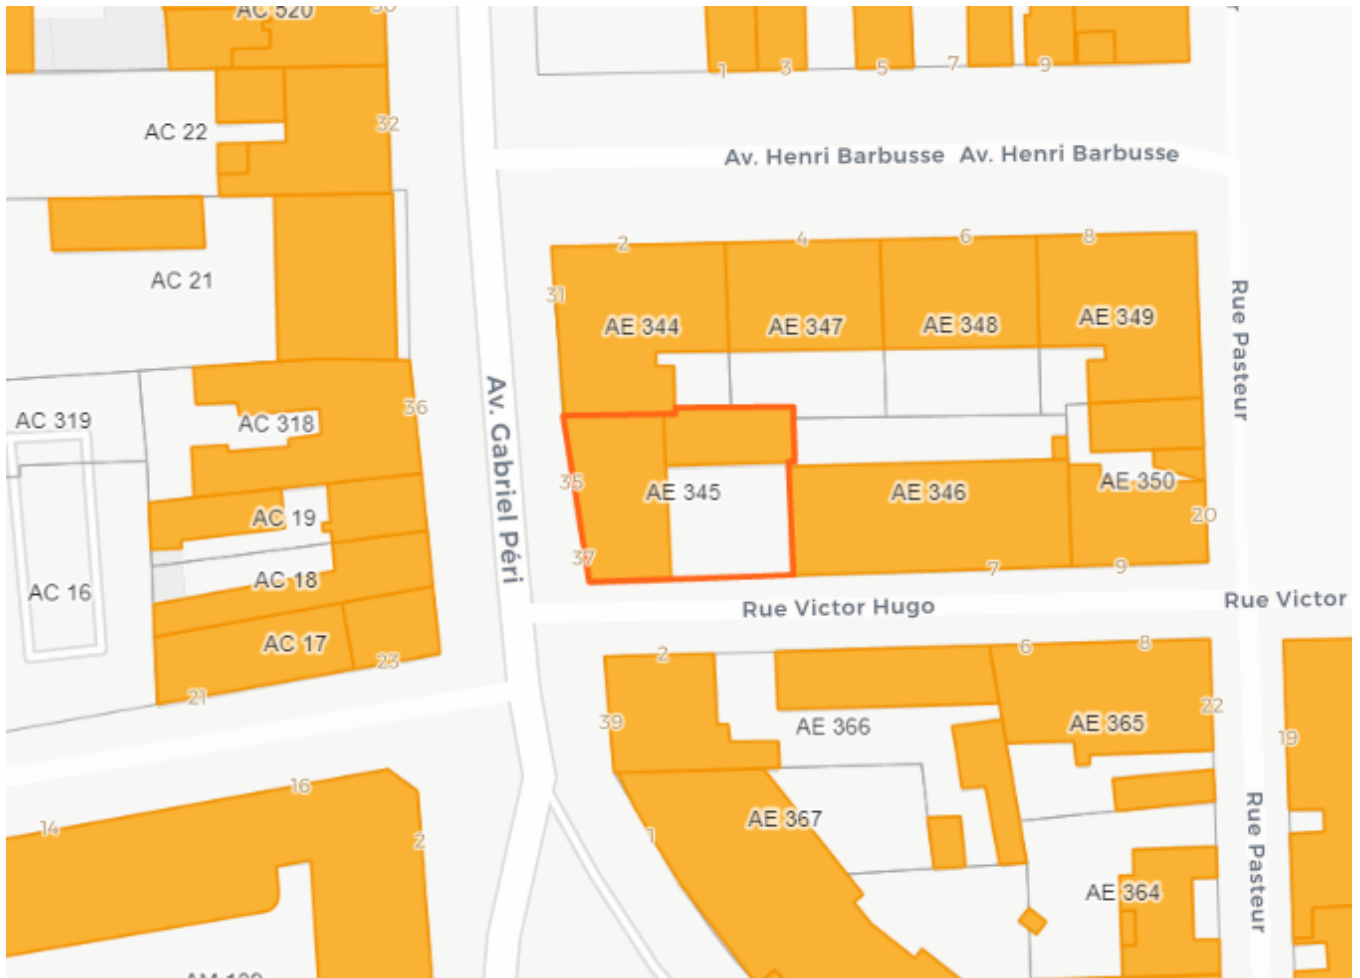 AC 520
30
1
3
5
7
9
AC 22
32
Av. Henri Barbusse Av. Henri Barbusse
2
4
6
8
AC 21
31
AE 344
AE 347
AE 348
AE 349
Rue Pasteur
Av. Gabriel Péri
AC 319
AC 318
36
35
AE 345
AE 346
AE 350
20
AC 19
37
7
9
AC 18
AC 16
Rue Victor Hugo
Rue Victor
AC 17
23
21
2
6
8
39
AE 366
AE 365
22
19
16
14
2
1
AE 367
Rue Pasteur
AE 364